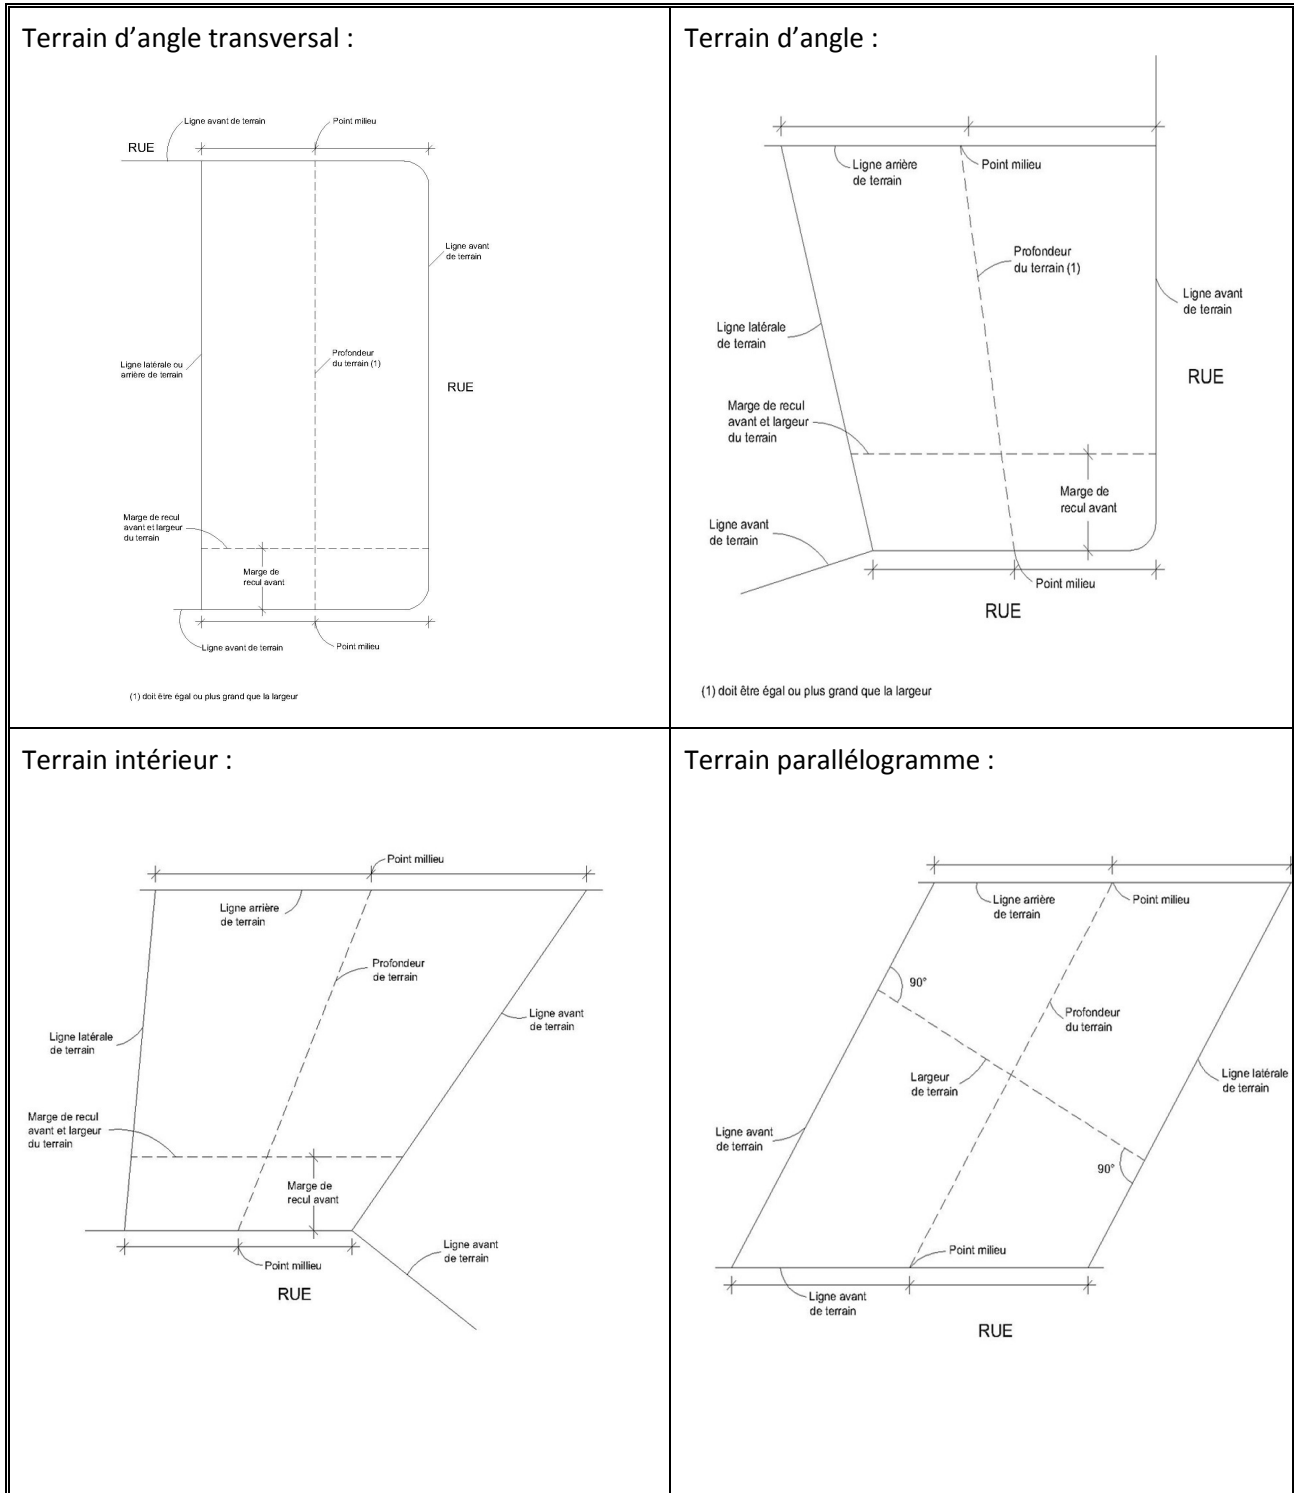 Terrain d’angle transversal :
Ligne avant de terrain
Point milieu
RUE
Ligne avant
de terrain
Ligne latérale ou
arrière de terrain
Profondeur
du terrain (1)
RUE
Marge de recul
avant et largeur
du terrain
Marge de
recul avant
Ligne avant de terrain
Point milieu
(1) doit être égal ou plus grand que la largeur
Terrain d’angle :
Ligne arrière
de terrain
Point milieu
Profondeur
du terrain (1)
Ligne avant
de terrain
Ligne latérale
de terrain
RUE
Marge de recul
avant et largeur
du terrain
Marge de
recul avant
Ligne avant
de terrain
Point milieu
RUE
(1) doit être égal ou plus grand que la largeur
Terrain intérieur :
Point millieu
Ligne arrière
de terrain
Profondeur
de terrain
Ligne avant
de terrain
Ligne latérale
de terrain
Marge de recul
avant et largeur
du terrain
Marge de
recul avant
Ligne avant
de terrain
Point millieu
RUE
Terrain parallélogramme :
Ligne arrière
de terrain
Point milieu
90°
Profondeur
du terrain
Largeur
de terrain
Ligne latérale
de terrain
Ligne avant
de terrain
90°
Point milieu
Ligne avant
de terrain
RUE